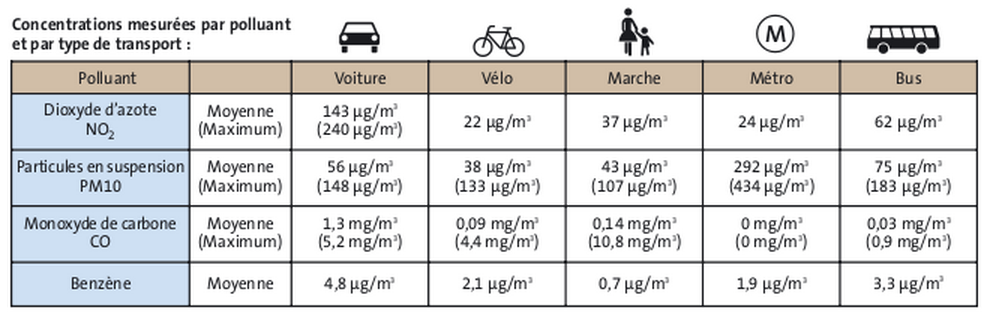 Concentrations mesurées par polluant
et par type de transport :
M
Polluant Voiture Vélo Marche Métro Bus
Dioxyde d'azote
NO₂
Moyenne
(Maximum)
143 µg/m³
(240 µg/m³)
22 µg/m³
37 µg/m³
24 µg/m³
62 µg/m³
Particules en suspension
PM10
Moyenne
(Maximum)
56 µg/m³
(148 µg/m³)
38 µg/m³
(133 µg/m³)
43 µg/m³
(107 µg/m³)
292 µg/m³
(434 µg/m³)
75 µg/m³
(183 µg/m³)
Monoxyde de carbone
CO
Moyenne
(Maximum)
1,3 mg/m³
(5,2 mg/m³)
0,09 mg/m³
(4,4 mg/m³)
0,14 mg/m³
(10,8 mg/m³)
0 mg/m³
(0 mg/m³)
0,03 mg/m³
(0,9 mg/m³)
Benzène Moyenne 4,8 µg/m³ 2,1 µg/m³ 0,7 µg/m³ 1,9 µg/m³ 3,3 µg/m³